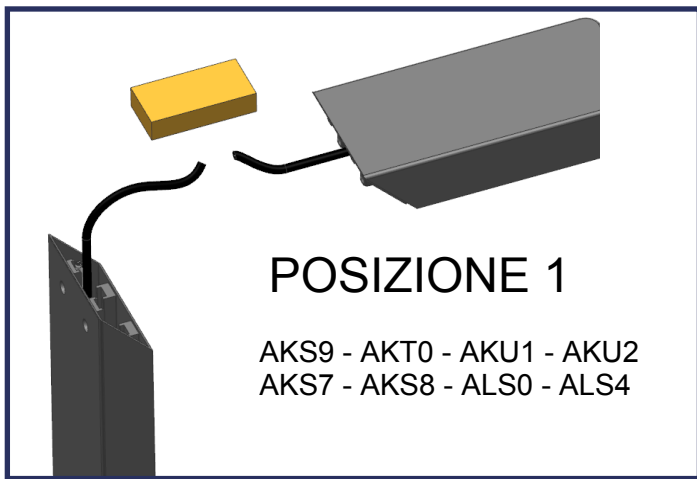 POSIZIONE 1
AKS9 - AKT0 - AKU1 - AKU2
AKS7 - AKS8 - ALS0 - ALS4